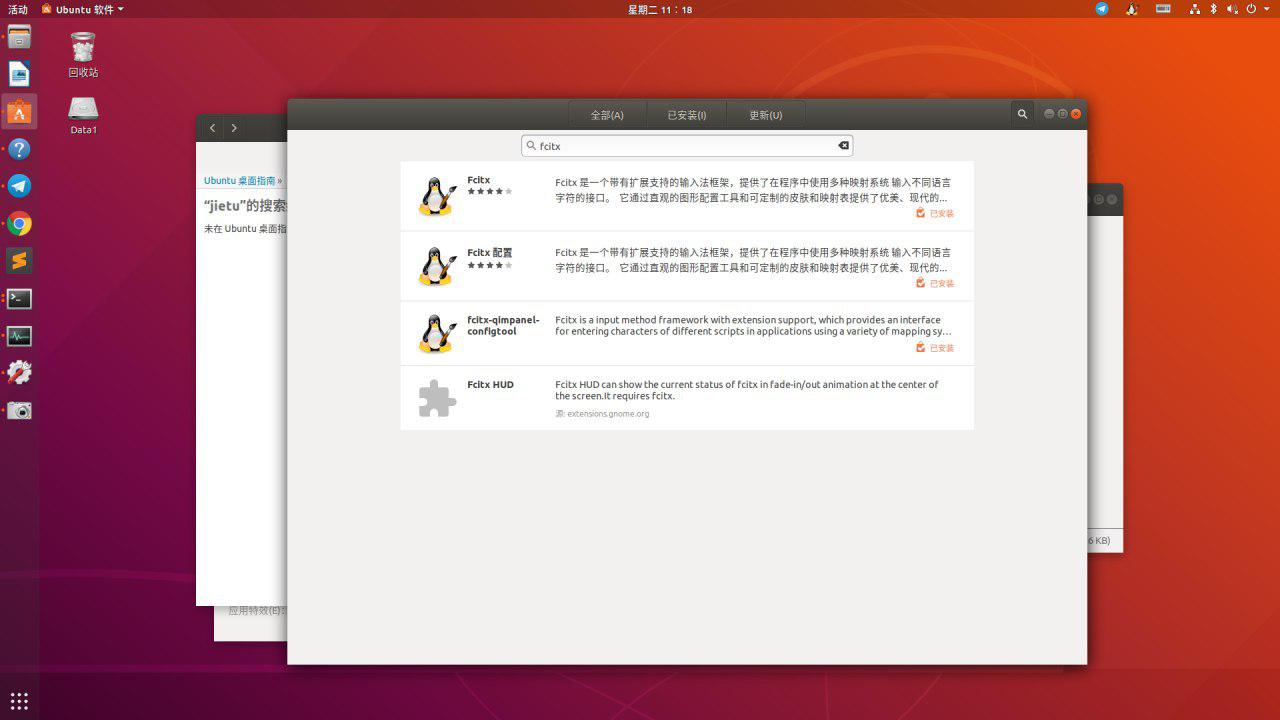 活动
Ubuntu 软件
星期二 11：18
回收站
Data1
全部(A)
已安装(I)
更新(U)
fcitx
Ubuntu 桌面指南 »
“jietu”的搜索
未在 Ubuntu 桌面指
应用特效(E):
6 KB)
Fcitx
Fcitx 是一个带有扩展支持的输入法框架，提供了在程序中使用多种映射系统 输入不同语言
字符的接口。 它通过直观的图形配置工具和可定制的皮肤和映射表提供了优美、现代的...
已安装
Fcitx 配置
Fcitx 是一个带有扩展支持的输入法框架，提供了在程序中使用多种映射系统 输入不同语言
字符的接口。 它通过直观的图形配置工具和可定制的皮肤和映射表提供了优美、现代的...
已安装
fcitx-qimpanel-
configtool
Fcitx is a input method framework with extension support, which provides an interface
for entering characters of different scripts in applications using a variety of mapping sy...
已安装
Fcitx HUD
Fcitx HUD can show the current status of fcitx in fade-in/out animation at the center of
the screen.It requires fcitx.
源: extensions.gnome.org